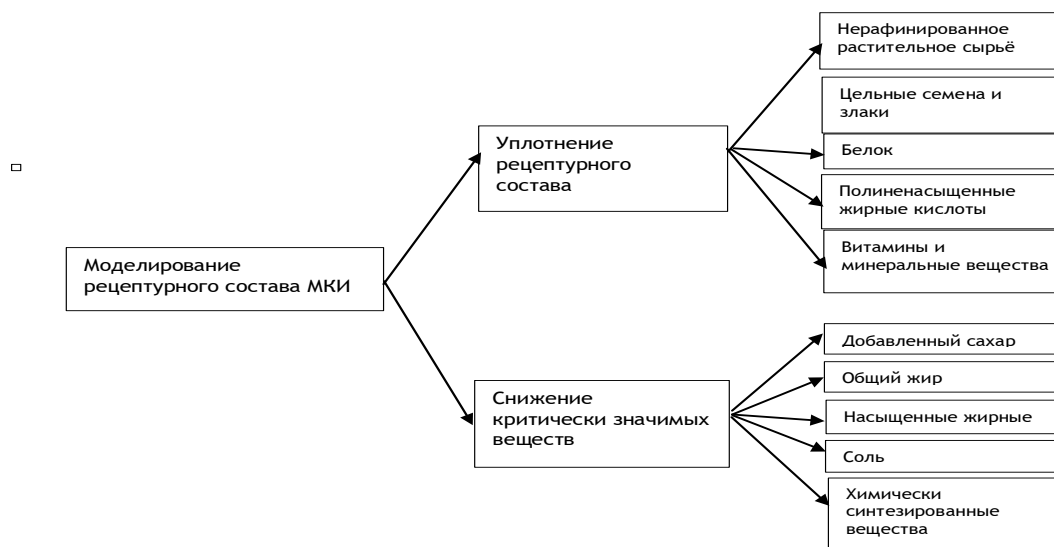 Моделирование
рецептурного состава МКИ
Уплотнение
рецептурного
состава
Нерафинированное
растительное сырьё
Цельные семена и
злаки
Белок
Полиненасыщенные
жирные кислоты
Витамины и
минеральные вещества
Снижение
критически значимых
веществ
Добавленный сахар
Общий жир
Насыщенные жирные
Соль
Химически
синтезированные
вещества